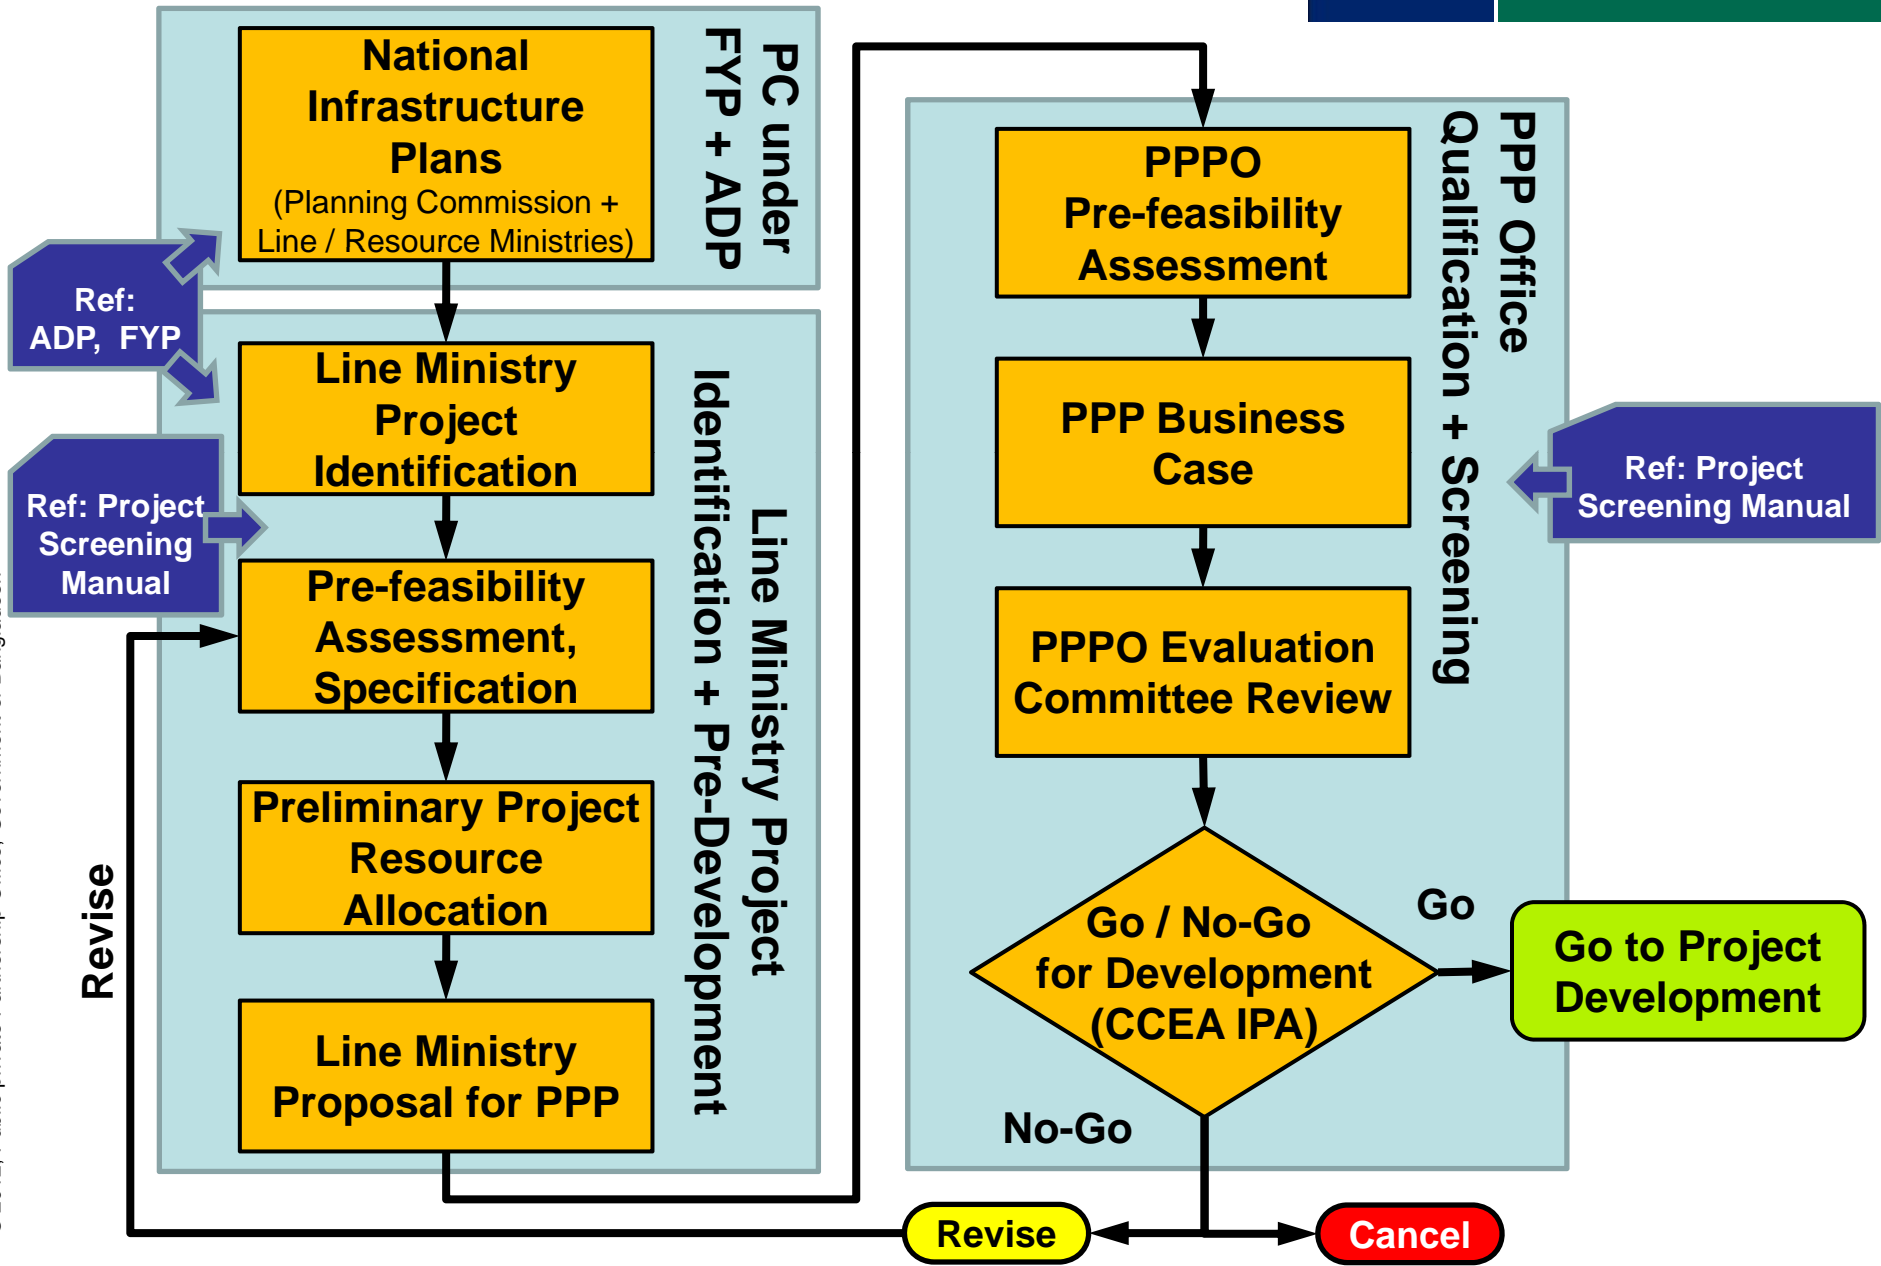 National
Infrastructure
Plans
(Planning Commission +
Line / Resource Ministries)
PC under
FYP + ADP
Ref:
ADP, FYP
Line Ministry
Project
Identification
Ref: Project
Screening
Manual
Pre-feasibility
Assessment,
Specification
Preliminary Project
Resource
Allocation
Line Ministry
Proposal for PPP
Line Ministry Project
Identification + Pre-Development
Revise
PPPO
Pre-feasibility
Assessment
PPP Business
Case
PPPO Evaluation
Committee Review
Go / No-Go
for Development
(CCEA IPA)
PPP Office
Qualification + Screening
Ref: Project
Screening Manual
Go
Go to Project
Development
No-Go
Revise
Cancel